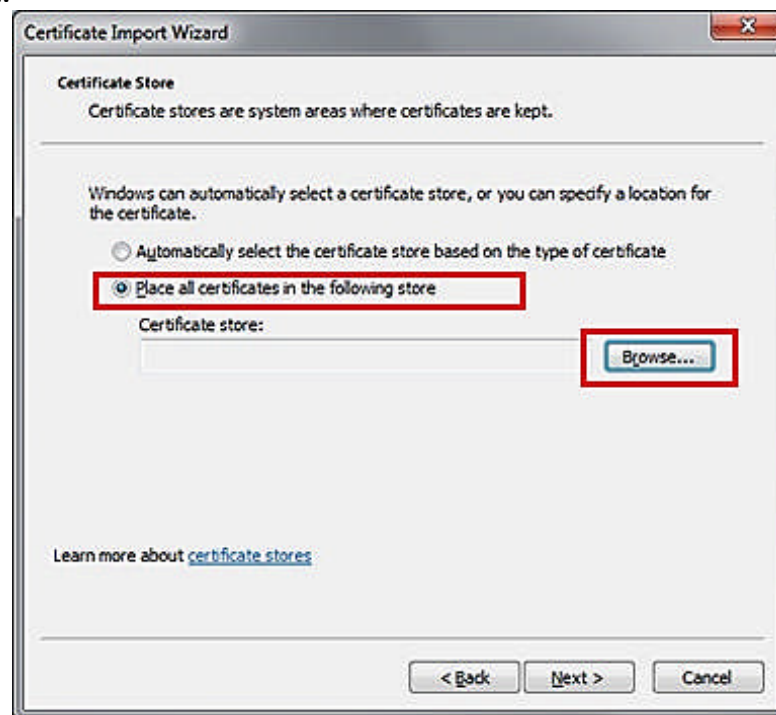 Certificate Import Wizard
Certificate Store
Certificate stores are system areas where certificates are kept.
Windows can automatically select a certificate store, or you can specify a location for
the certificate.
Automatically select the certificate store based on the type of certificate
Place all certificates in the following store
Certificate store:
Browse...
Learn more about certificate stores
< Back Next > Cancel